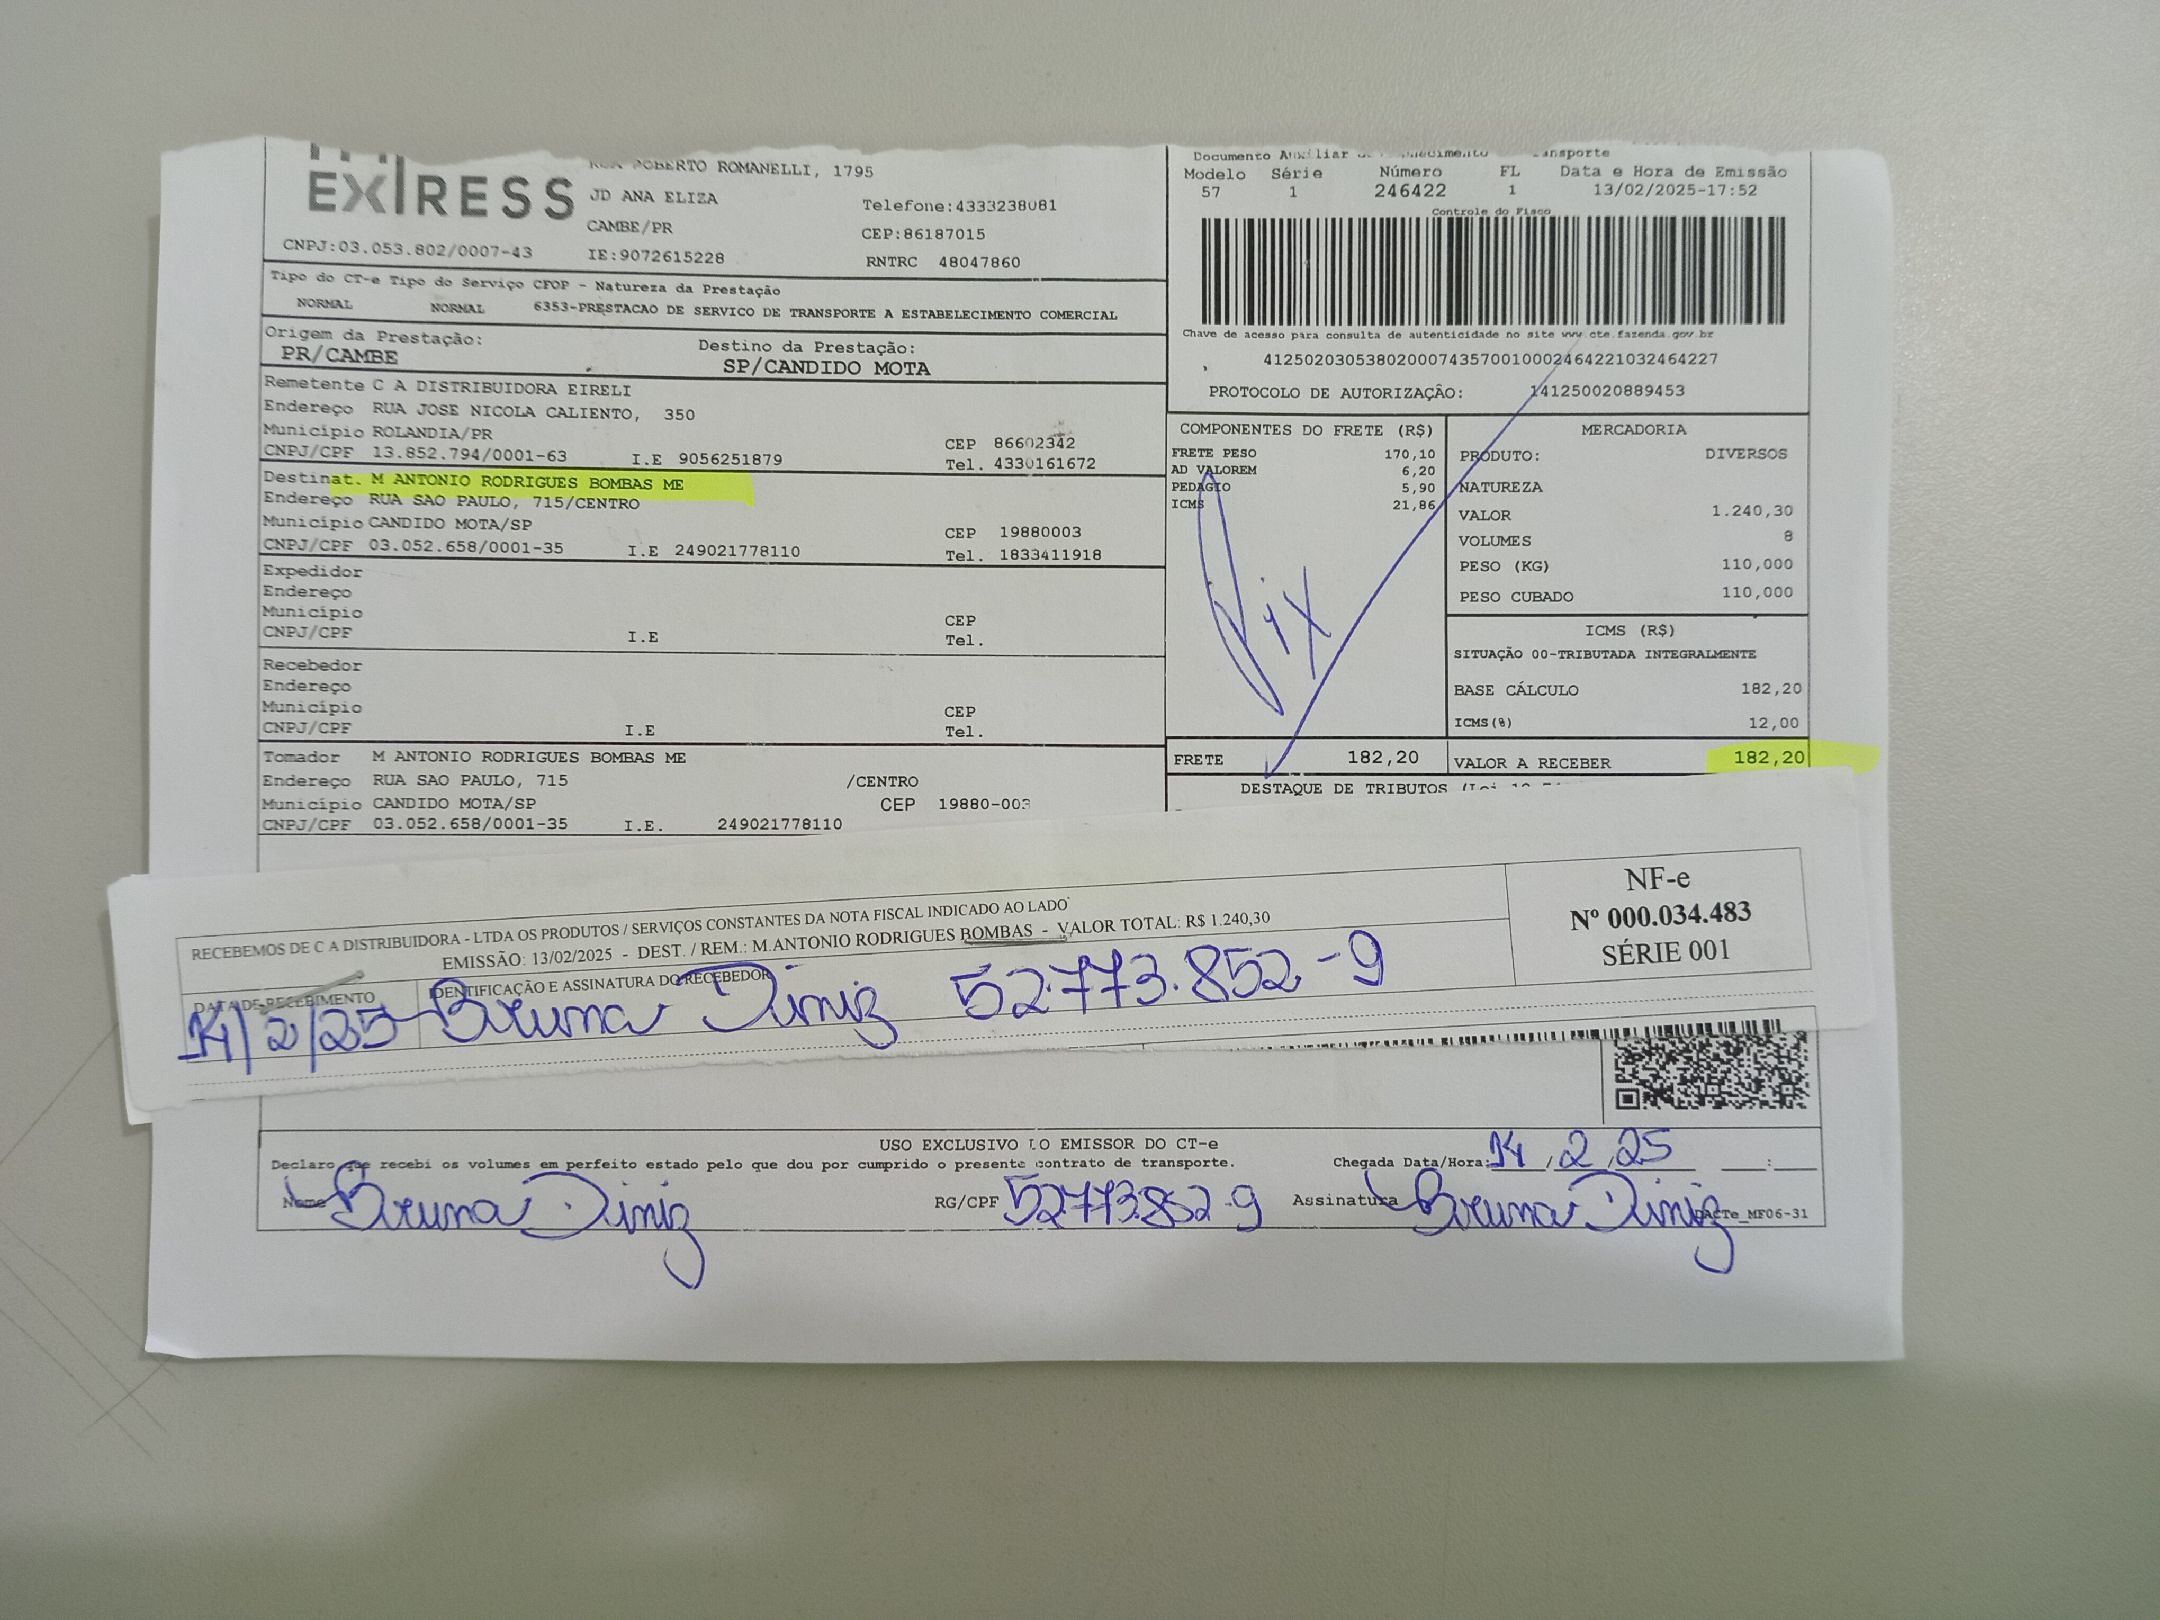 EXPRESS
ROBERTO ROMANELLI, 1795
JD ANA ELIZA
CAMBE/PR
Telefone:4333238081
CEP:86187015
CNPJ:03.053.802/0007-43
IE:9072615228
RNTRC 48047860
Documento Auxiliar
Modelo Série Número FL Data e Hora de Emissão
57 1 246422 1 13/02/2025-17:52
Controle do Fisco
Chave de acesso para consulta de autenticidade no site www.cte.fazenda.gov.br
41250203053802000743570010002464221032464227
PROTOCOLO DE AUTORIZAÇÃO: 141250020889453
Tipo do CT-e Tipo do Serviço CFOP - Natureza da Prestação
NORMAL NORMAL 6353-PRESTACAO DE SERVICO DE TRANSPORTE A ESTABELECIMENTO COMERCIAL
Origem da Prestação: Destino da Prestação:
PR/CAMBE SP/CANDIDO MOTA
Remetente C A DISTRIBUIDORA EIRELI
Endereço RUA JOSE NICOLA CALIENTO, 350
Município ROLANDIA/PR CEP 86602342
CNPJ/CPF 13.852.794/0001-63 I.E 9056251879 Tel. 4330161672
Destinat. M ANTONIO RODRIGUES BOMBAS ME
Endereço RUA SAO PAULO, 715/CENTRO
Município CANDIDO MOTA/SP CEP 19880003
CNPJ/CPF 03.052.658/0001-35 I.E 249021778110 Tel. 1833411918
Expedidor
Endereço
Município CEP
CNPJ/CPF I.E Tel.
Recebedor
Endereço
Município CEP
CNPJ/CPF I.E Tel.
Tomador M ANTONIO RODRIGUES BOMBAS ME
Endereço RUA SAO PAULO, 715 /CENTRO
Município CANDIDO MOTA/SP CEP 19880-003
CNPJ/CPF 03.052.658/0001-35 I.E. 249021778110
COMPONENTES DO FRETE (R$)
FRETE PESO 170,10
AD VALOREM 6,20
PEDAGIO 5,90
ICMS 21,86
Pix
FRETE 182,20
MERCADORIA
PRODUTO: DIVERSOS
NATUREZA
VALOR 1.240,30
VOLUMES 8
PESO (KG) 110,000
PESO CUBADO 110,000
ICMS (R$)
SITUAÇÃO 00-TRIBUTADA INTEGRALMENTE
BASE CÁLCULO 182,20
ICMS(%) 12,00
VALOR A RECEBER 182,20
DESTAQUE DE TRIBUTOS
RECEBEMOS DE C A DISTRIBUIDORA - LTDA OS PRODUTOS / SERVIÇOS CONSTANTES DA NOTA FISCAL INDICADO AO LADO
EMISSÃO: 13/02/2025 - DEST. / REM.: M.ANTONIO RODRIGUES BOMBAS - VALOR TOTAL: R$ 1.240,30
DATA DE RECEBIMENTO IDENTIFICAÇÃO E ASSINATURA DO RECEBEDOR
14/2/25 Bruna Diniz 52.773.852-9
NF-e
Nº 000.034.483
SÉRIE 001
USO EXCLUSIVO DO EMISSOR DO CT-e
Declaro que recebi os volumes em perfeito estado pelo que dou por cumprido o presente contrato de transporte.
Chegada Data/Hora: 14/2/25 __:__
Nome Bruna Diniz RG/CPF 52773.852-9 Assinatura Bruna Diniz
DACTe_MF06-31